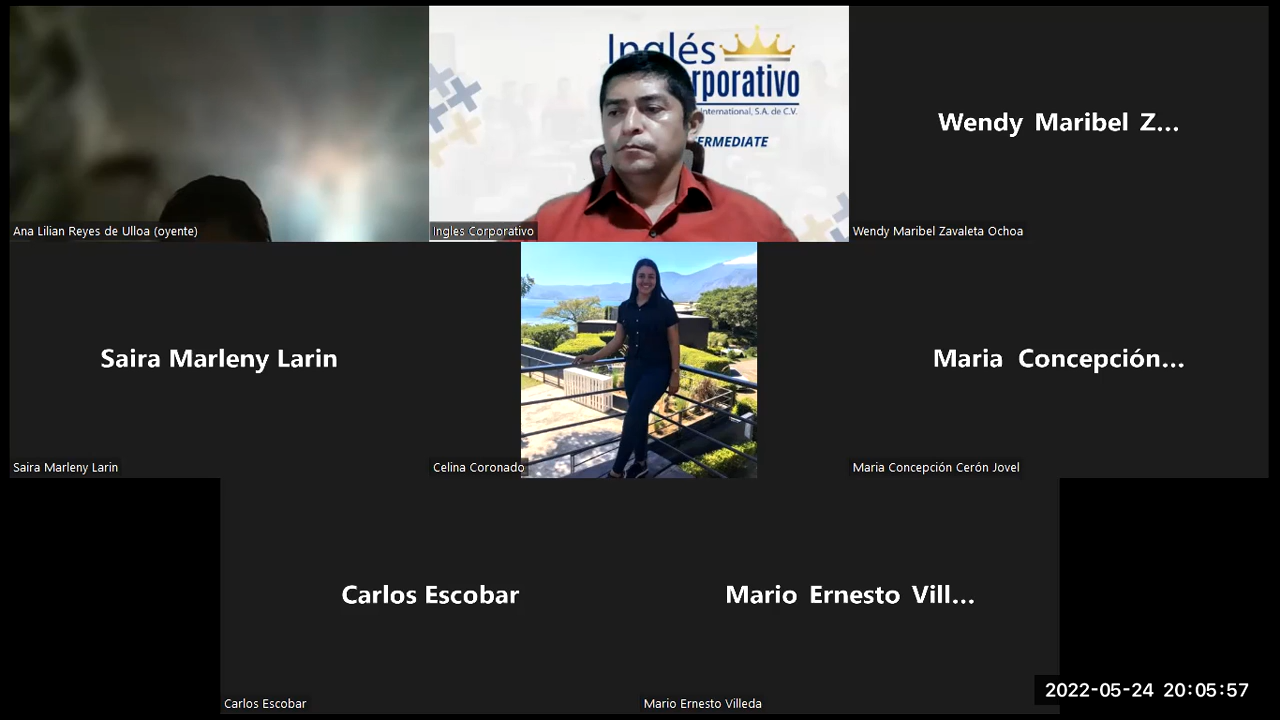 Inglés
rporativo
International, S.A. de C.V.
ERMEDIATE
Wendy Maribel Z...
Ana Lilian Reyes de Ulloa (oyente)
Ingles Corporativo
Wendy Maribel Zavaleta Ochoa
Saira Marleny Larin
Maria Concepción...
Saira Marleny Larin
Celina Coronado
Maria Concepción Cerón Jovel
Carlos Escobar
Mario Ernesto Vill...
2022-05-24 20:05:57
Carlos Escobar
Mario Ernesto Villeda